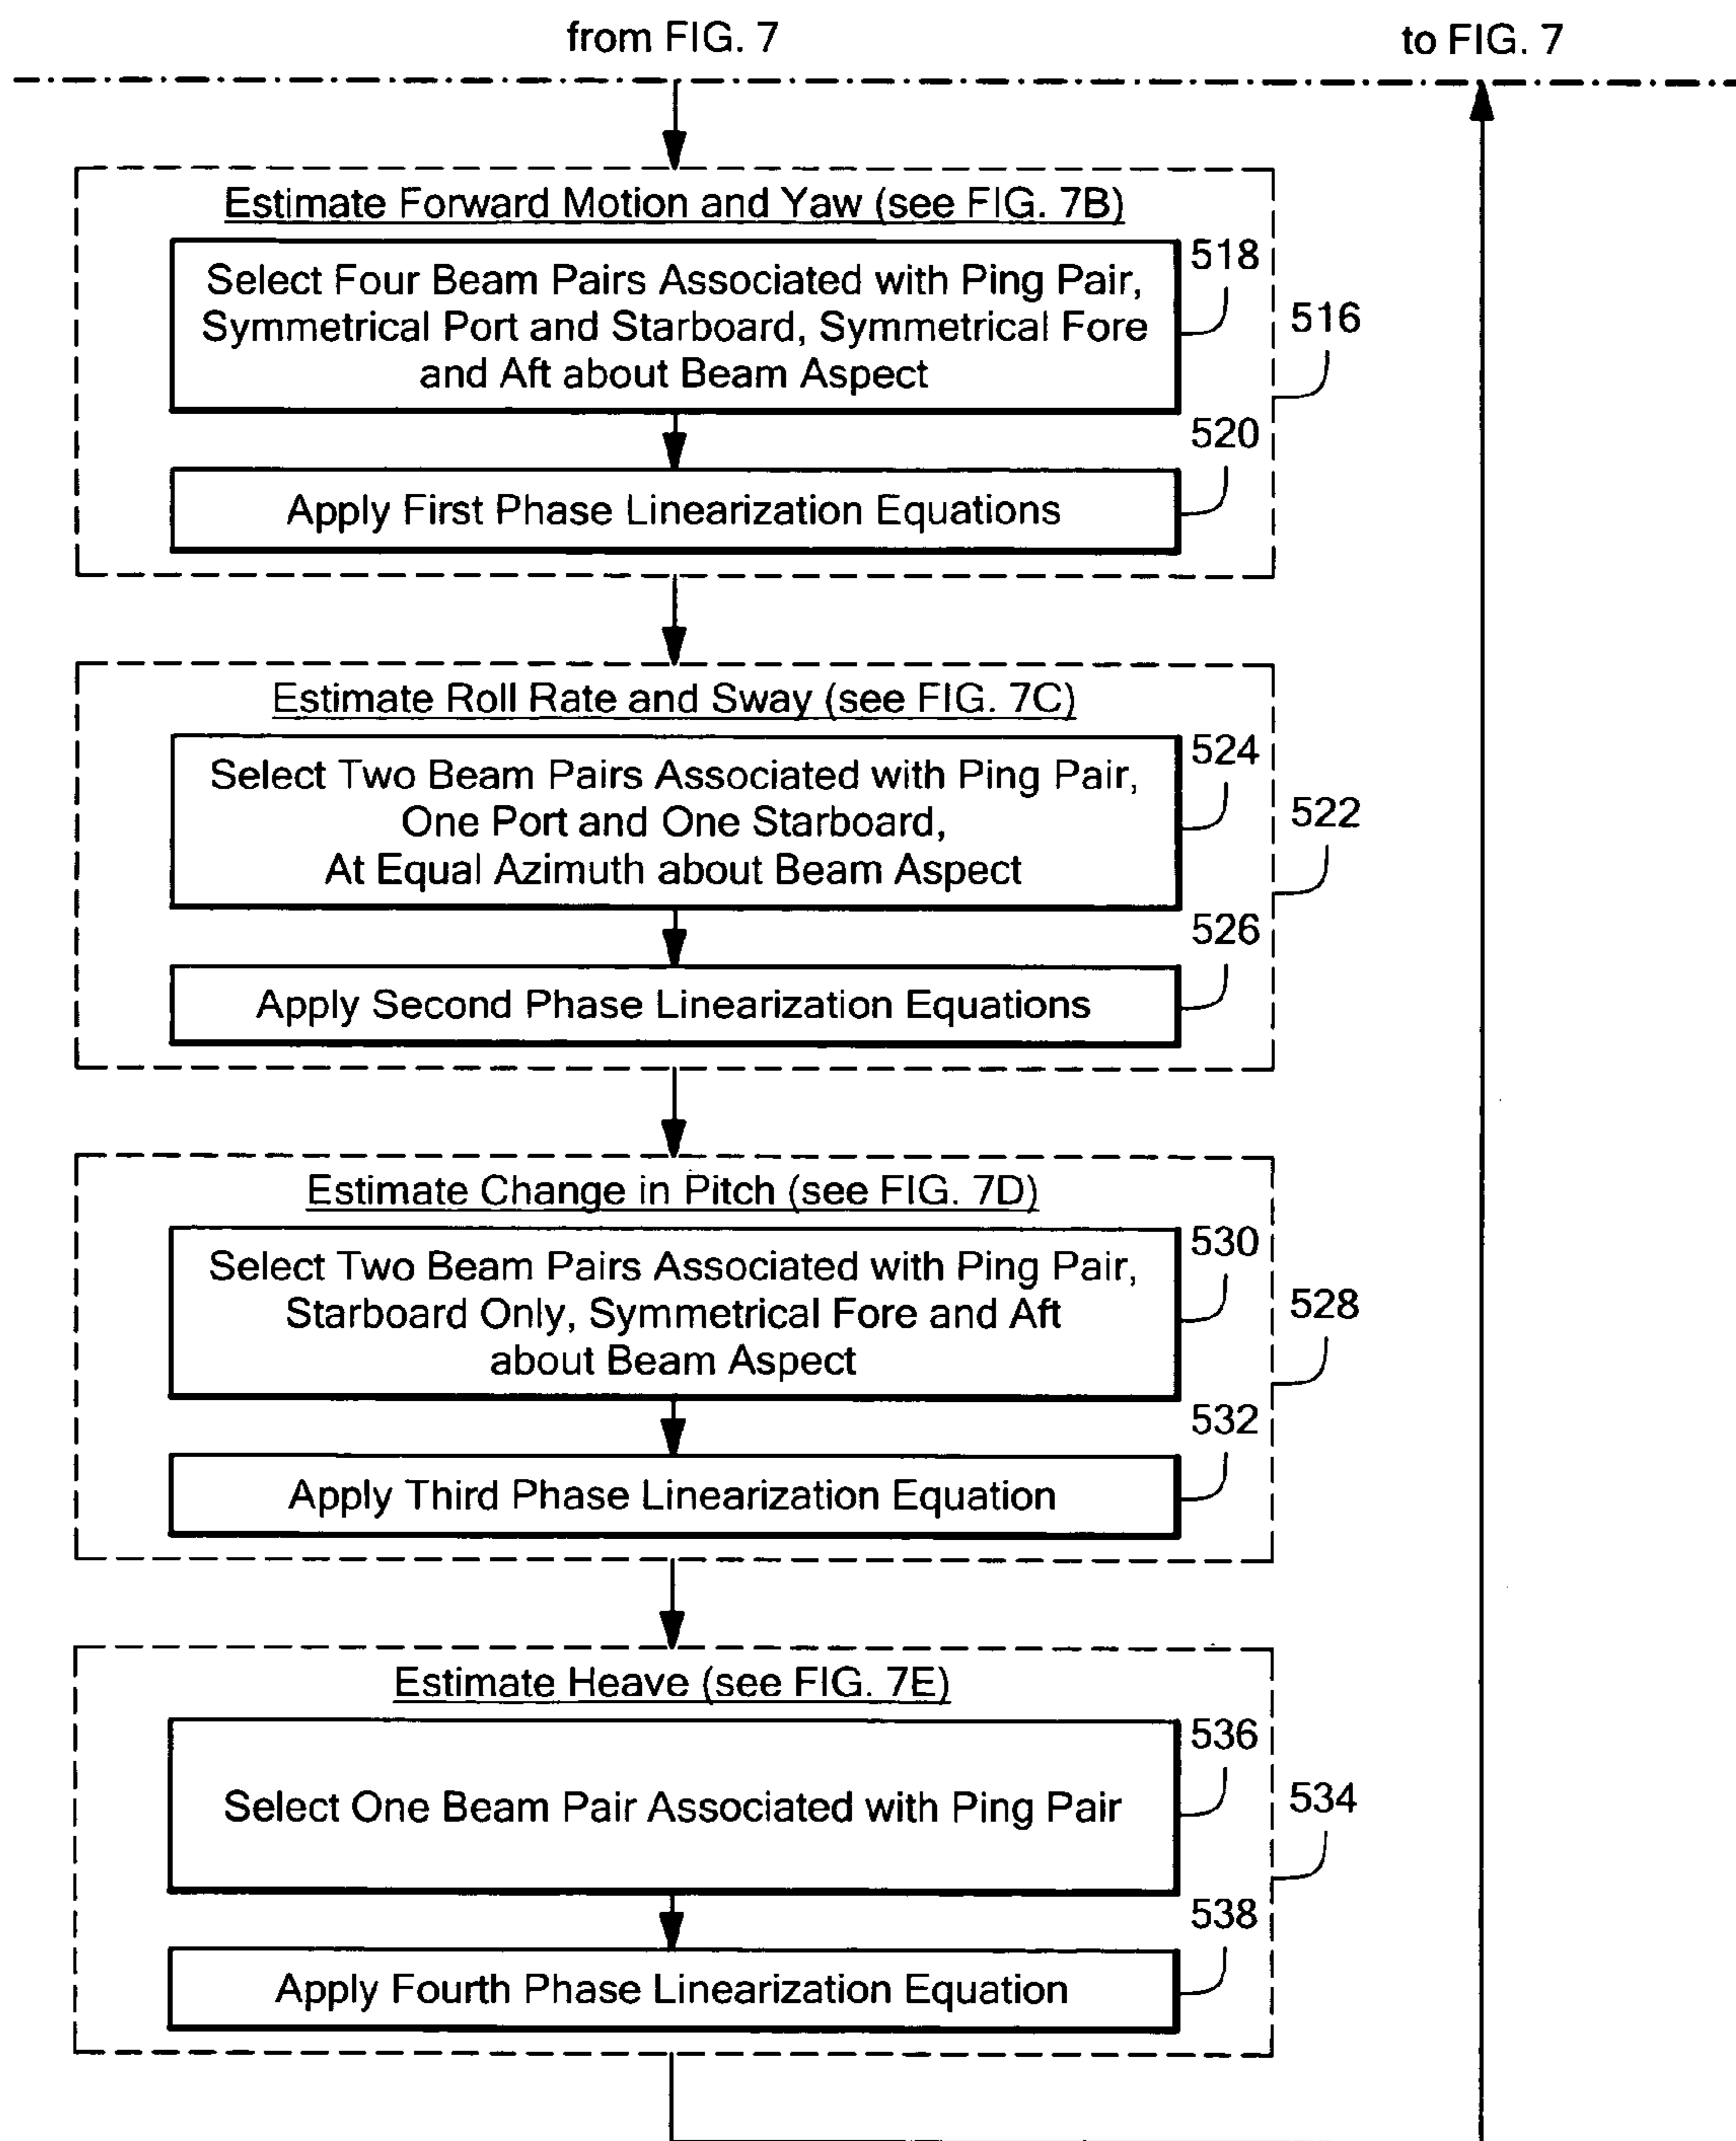 from FIG. 7
to FIG. 7
Estimate Forward Motion and Yaw (see FIG. 7B)
518
Select Four Beam Pairs Associated with Ping Pair,
Symmetrical Port and Starboard, Symmetrical Fore
and Aft about Beam Aspect
516
520
Apply First Phase Linearization Equations
Estimate Roll Rate and Sway (see FIG. 7C)
524
Select Two Beam Pairs Associated with Ping Pair,
One Port and One Starboard,
At Equal Azimuth about Beam Aspect
522
526
Apply Second Phase Linearization Equations
Estimate Change in Pitch (see FIG. 7D)
530
Select Two Beam Pairs Associated with Ping Pair,
Starboard Only, Symmetrical Fore and Aft
about Beam Aspect
528
532
Apply Third Phase Linearization Equation
Estimate Heave (see FIG. 7E)
536
Select One Beam Pair Associated with Ping Pair
534
538
Apply Fourth Phase Linearization Equation